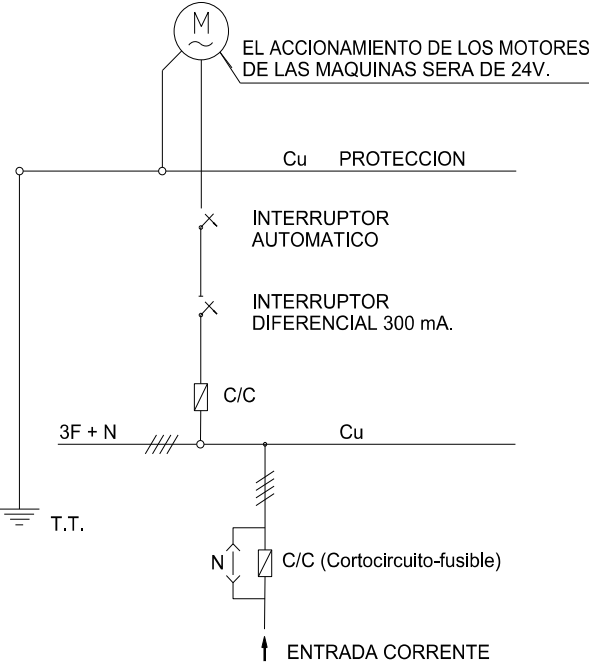 M
EL ACCIONAMIENTO DE LOS MOTORES
DE LAS MAQUINAS SERA DE 24V.
Cu PROTECCION
INTERRUPTOR
AUTOMATICO
INTERRUPTOR
DIFERENCIAL 300 mA.
C/C
3F + N
Cu
T.T.
N
C/C (Cortocircuito-fusible)
ENTRADA CORRENTE